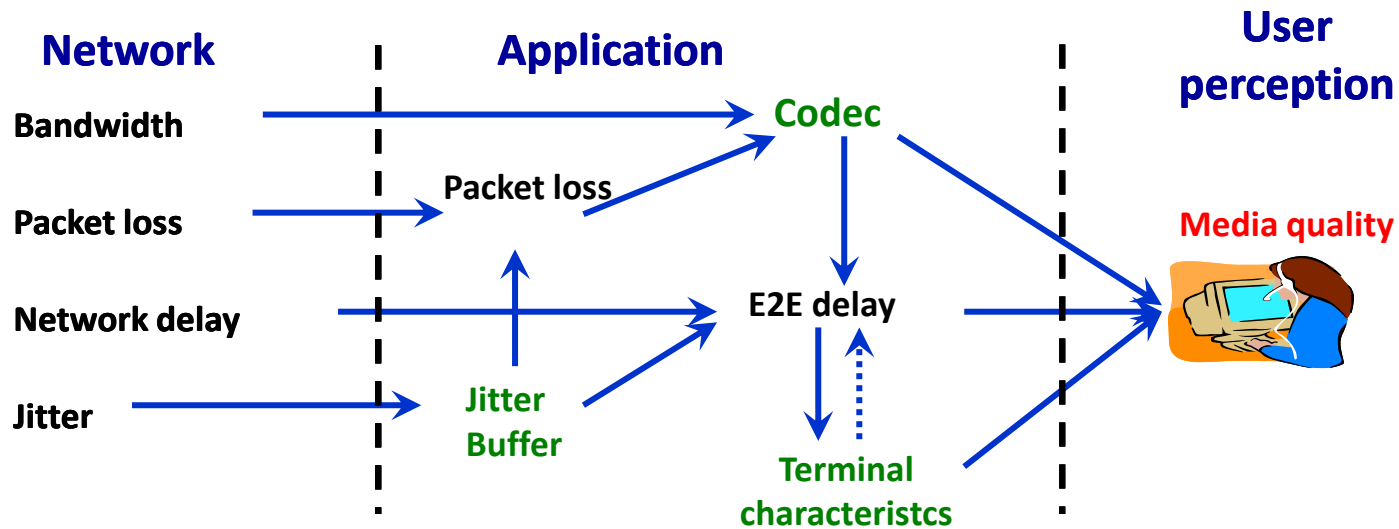 Network
Application
User
perception
Bandwidth
Codec
Packet loss
Packet loss
Media quality
Network delay
E2E delay
Jitter
Jitter
Buffer
Terminal
characteristcs